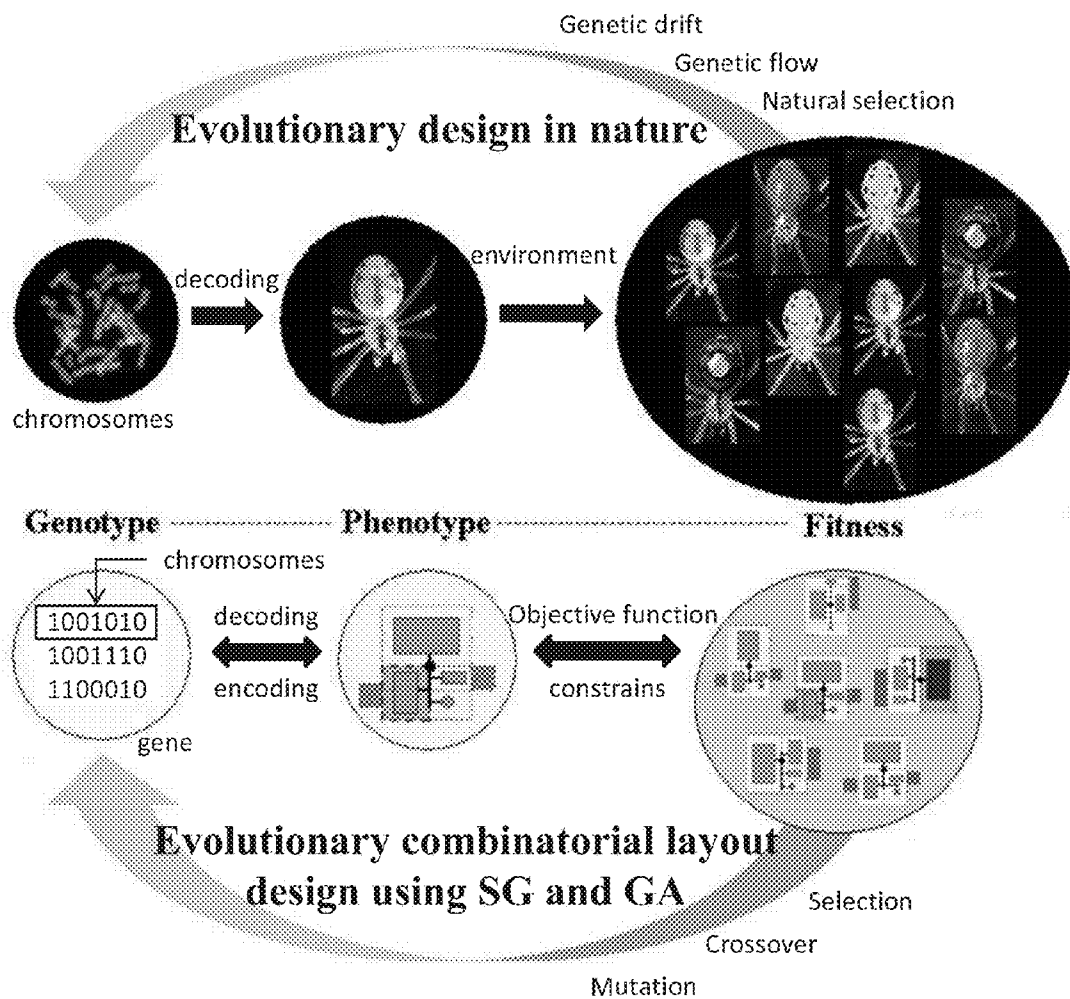 Genetic drift
Genetic flow
Natural selection
Evolutionary design in nature
decoding
environment
chromosomes
Genotype
Phenotype
Fitness
chromosomes
1001010
1001110
1100010
gene
decoding
encoding
Objective function
constrains
Evolutionary combinatorial layout
design using SG and GA
Selection
Crossover
Mutation